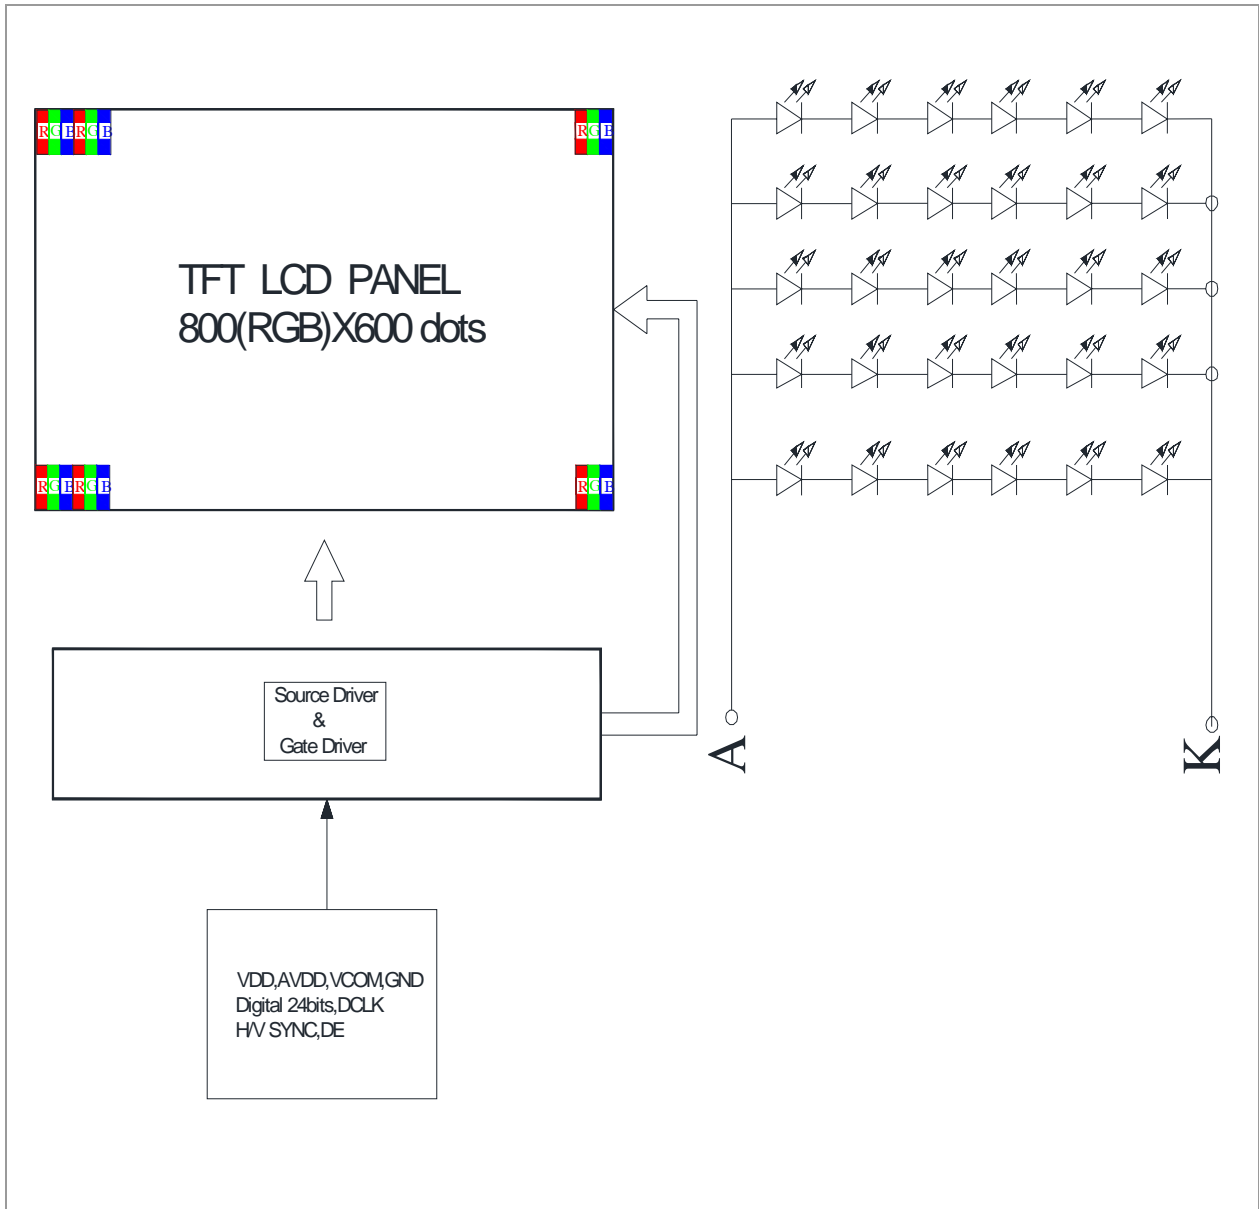 RGBRGB
RGB
TFT LCD PANEL
800(RGB)X600 dots
RGBRGB
RGB
Source Driver
&
Gate Driver
A
K
VDD,AVDD,VCOM,GND
Digital 24bits,DCLK
H/V SYNC,DE